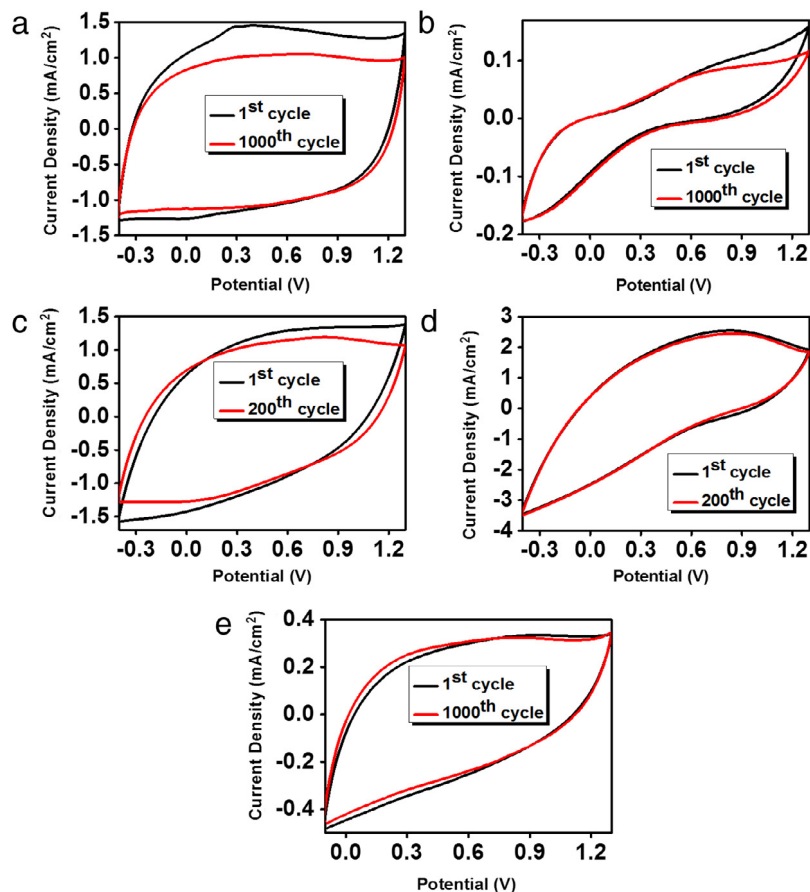 a
1.5
1.0
0.5
0.0
-0.5
-1.0
-1.5
Current Density (mA/cm²)
1st cycle
1000th cycle
-0.3 0.0 0.3 0.6 0.9 1.2
Potential (V)
b
0.1
0.0
-0.1
-0.2
Current Density (mA/cm²)
1st cycle
1000th cycle
-0.3 0.0 0.3 0.6 0.9 1.2
Potential (V)
c
1.5
1.0
0.5
0.0
-0.5
-1.0
-1.5
Current Density (mA/cm²)
1st cycle
200th cycle
-0.3 0.0 0.3 0.6 0.9 1.2
Potential (V)
d
3
2
1
0
-1
-2
-3
-4
Current Density (mA/cm²)
1st cycle
200th cycle
-0.3 0.0 0.3 0.6 0.9 1.2
Potential (V)
e
0.4
0.2
0.0
-0.2
-0.4
Current Density (mA/cm²)
1st cycle
1000th cycle
0.0 0.3 0.6 0.9 1.2
Potential (V)